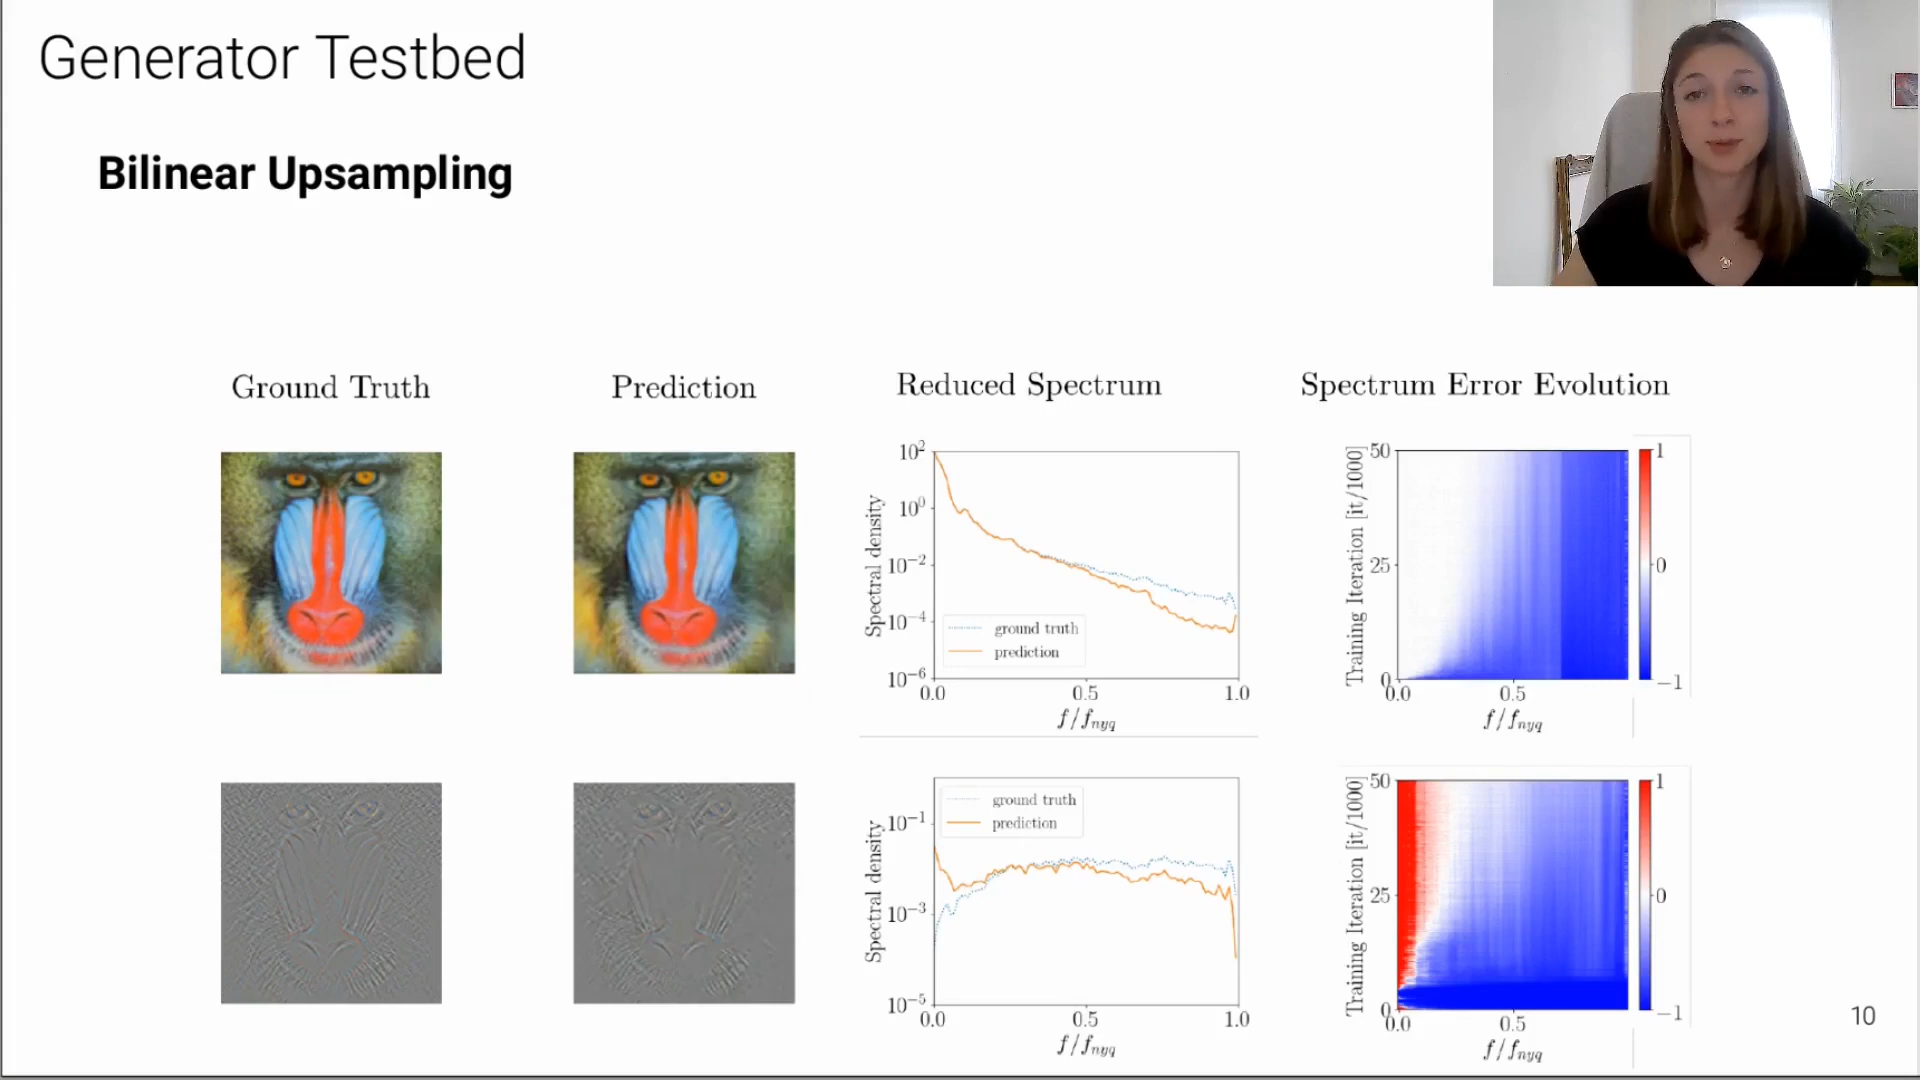 Generator Testbed
Bilinear Upsampling
Ground Truth
Prediction
Reduced Spectrum
Spectrum Error Evolution
Spectral density
10²
10⁰
10⁻²
10⁻⁴
10⁻⁶
ground truth
prediction
0.0
0.5
1.0
f/f_nyq
Training Iteration [it/1000]
50
25
0
0.0
0.5
f/f_nyq
1
0
−1
Spectral density
10⁻¹
10⁻³
10⁻⁵
ground truth
prediction
0.0
0.5
1.0
f/f_nyq
Training Iteration [it/1000]
50
25
0
0.0
0.5
f/f_nyq
1
0
−1
10